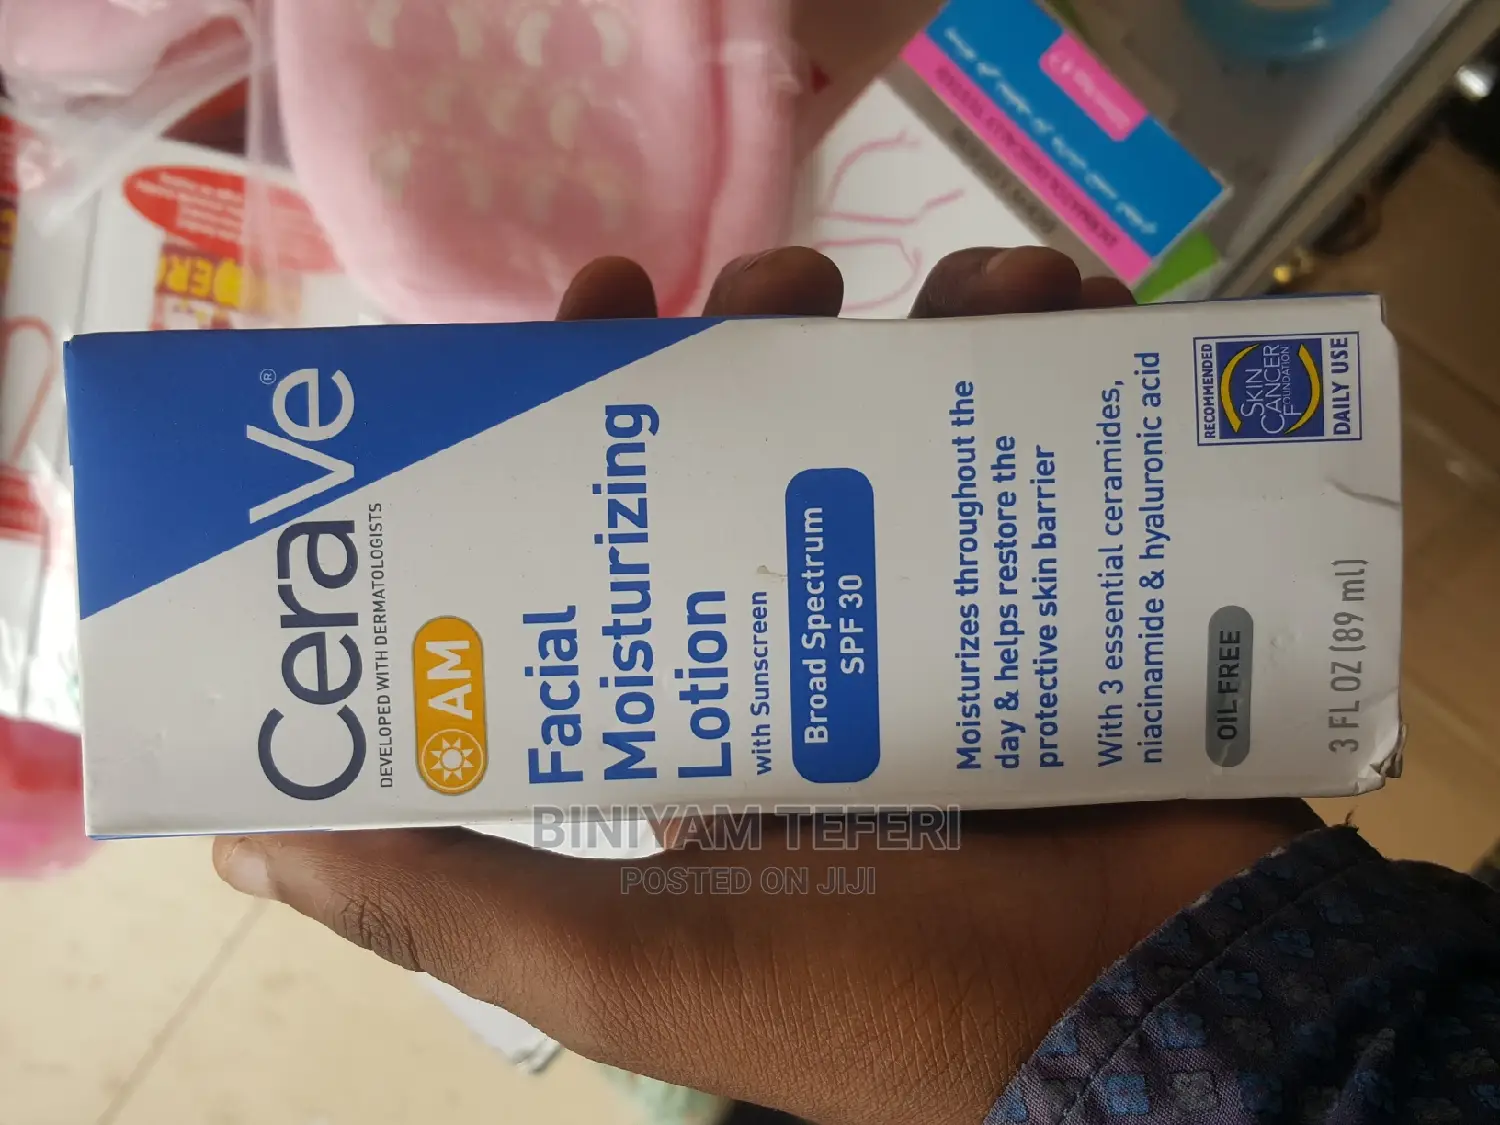 CeraVe®
DEVELOPED WITH DERMATOLOGISTS
AM
Facial
Moisturizing
Lotion
with Sunscreen
Broad Spectrum
SPF 30
Moisturizes throughout the
day & helps restore the
protective skin barrier
With 3 essential ceramides,
niacinamide & hyaluronic acid
OIL FREE
3 FL OZ (89 ml)
RECOMMENDED
SKIN
CANCER
FOUNDATION
DAILY USE
BINIYAM TEFERI
POSTED ON JIJI